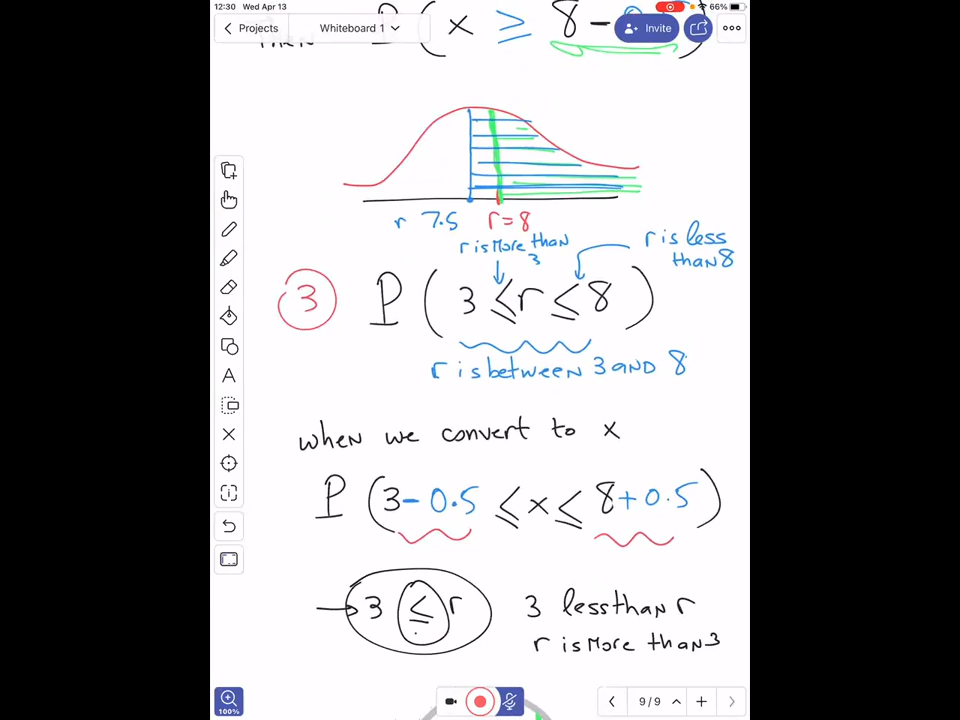 12:30 Wed Apr 13
66%
Projects
Whiteboard 1
Invite
P ( x ≥ 8 -
r 7.5 r = 8
r is more than 3
r is less than 8
3 P ( 3 ≤ r ≤ 8 )
r is between 3 AND 8
when we convert to x
P ( 3 - 0.5 ≤ x ≤ 8 + 0.5 )
→ 3 ≤ r 3 less than r
r is more than 3
100%
9/9